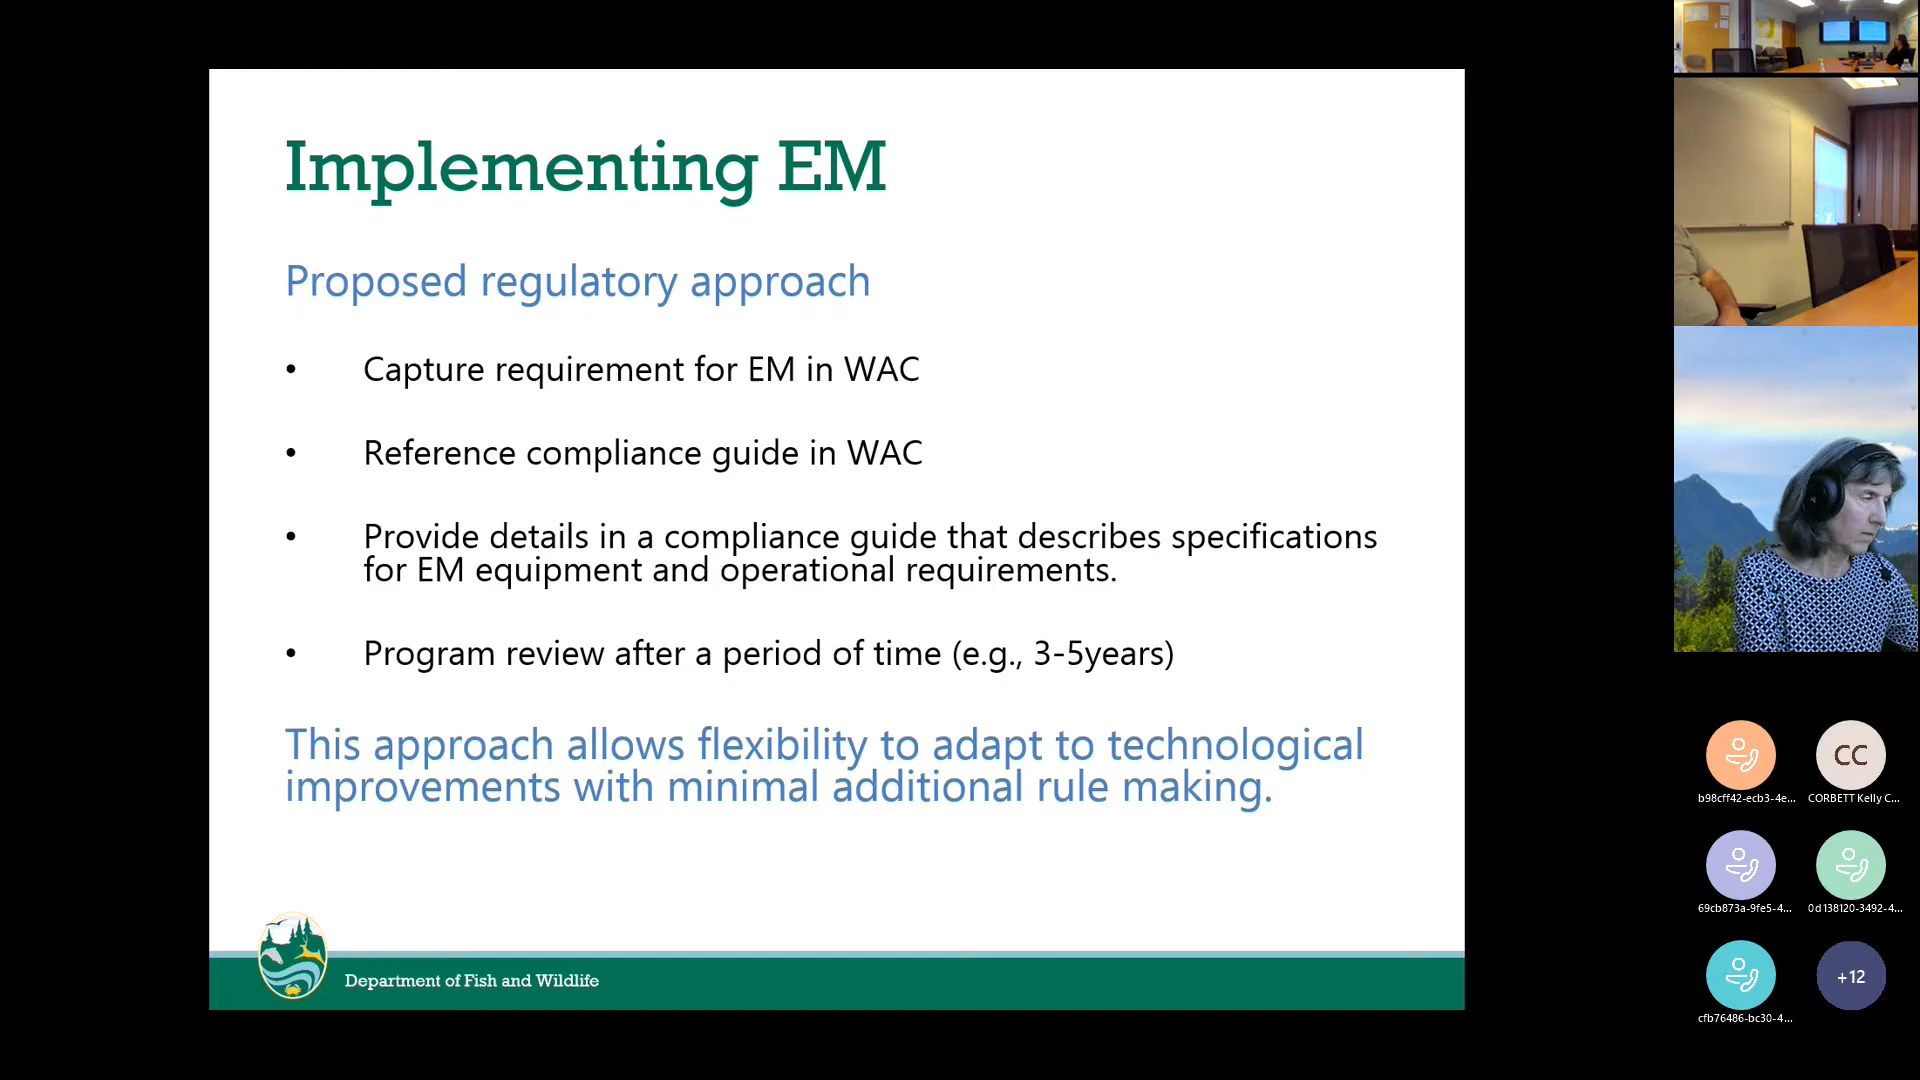 Implementing EM
Proposed regulatory approach
• Capture requirement for EM in WAC
• Reference compliance guide in WAC
• Provide details in a compliance guide that describes specifications
for EM equipment and operational requirements.
• Program review after a period of time (e.g., 3-5years)
This approach allows flexibility to adapt to technological
improvements with minimal additional rule making.
Department of Fish and Wildlife
CC
b98cff42-ecb3-4e... CORBETT Kelly C...
69cb873a-9fe5-4... 0d138120-3492-4...
+12
cfb76486-bc30-4...